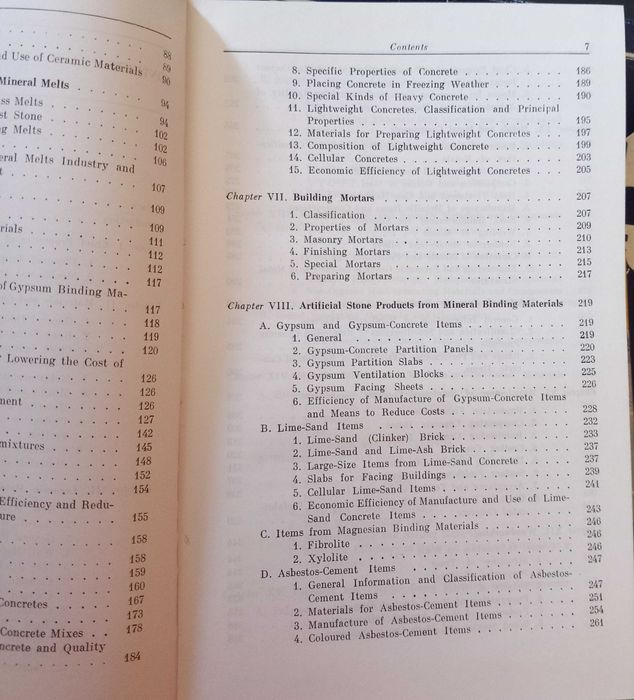 88
d Use of Ceramic Materials 89
Mineral Melts . 90
ss Melts 94
st Stone 94
g Melts 102
102
eral Melts Industry and 106
107
109
rials 109
111
112
112
of Gypsum Binding Ma- 117
117
118
119
120
Lowering the Cost of
126
126
ment 126
127
142
mixtures 145
148
152
154
Efficiency and Redu-
ure 155
158
158
159
160
Concretes 167
173
Concrete Mixes . . 178
ncrete and Quality
184
Contents 7
8. Specific Properties of Concrete . . . . . . . . . . 186
9. Placing Concrete in Freezing Weather . . . . . . . . 189
10. Special Kinds of Heavy Concrete . . . . . . . . . 190
11. Lightweight Concretes, Classification and Principal
Properties . . . . . . . . . . . . . . . . . . 195
12. Materials for Preparing Lightweight Concretes . . . . 197
13. Composition of Lightweight Concrete . . . . . . . . 199
14. Cellular Concretes . . . . . . . . . . . . . . . 203
15. Economic Efficiency of Lightweight Concretes . . . . 205
Chapter VII. Building Mortars . . . . . . . . . . . . . . . . 207
1. Classification . . . . . . . . . . . . . . . . . 207
2. Properties of Mortars . . . . . . . . . . . . . . 209
3. Masonry Mortars . . . . . . . . . . . . . . . . 210
4. Finishing Mortars . . . . . . . . . . . . . . . . 213
5. Special Mortars . . . . . . . . . . . . . . . . . 215
6. Preparing Mortars . . . . . . . . . . . . . . . . 217
Chapter VIII. Artificial Stone Products from Mineral Binding Materials 219
A. Gypsum and Gypsum-Concrete Items . . . . . . . . . . 219
1. General . . . . . . . . . . . . . . . . . . . 219
2. Gypsum-Concrete Partition Panels . . . . . . . . . 220
3. Gypsum Partition Slabs . . . . . . . . . . . . . . 223
4. Gypsum Ventilation Blocks . . . . . . . . . . . . 225
5. Gypsum Facing Sheets . . . . . . . . . . . . . . 226
6. Efficiency of Manufacture of Gypsum-Concrete Items
and Means to Reduce Costs . . . . . . . . . . . . 228
B. Lime-Sand Items . . . . . . . . . . . . . . . . . . 232
1. Lime-Sand (Clinker) Brick . . . . . . . . . . . . 233
2. Lime-Sand and Lime-Ash Brick . . . . . . . . . . 237
3. Large-Size Items from Lime-Sand Concrete . . . . . 237
4. Slabs for Facing Buildings . . . . . . . . . . . . 239
5. Cellular Lime-Sand Items . . . . . . . . . . . . . 241
6. Economic Efficiency of Manufacture and Use of Lime-
Sand Concrete Items . . . . . . . . . . . . . . . 243
C. Items from Magnesian Binding Materials . . . . . . . . 246
1. Fibrolite . . . . . . . . . . . . . . . . . . . 246
2. Xylolite . . . . . . . . . . . . . . . . . . . . 246
D. Asbestos-Cement Items . . . . . . . . . . . . . . . 247
1. General Information and Classification of Asbestos-
Cement Items . . . . . . . . . . . . . . . . . . 247
2. Materials for Asbestos-Cement Items . . . . . . . . 251
3. Manufacture of Asbestos-Cement Items . . . . . . . 254
4. Coloured Asbestos-Cement Items . . . . . . . . . . 261